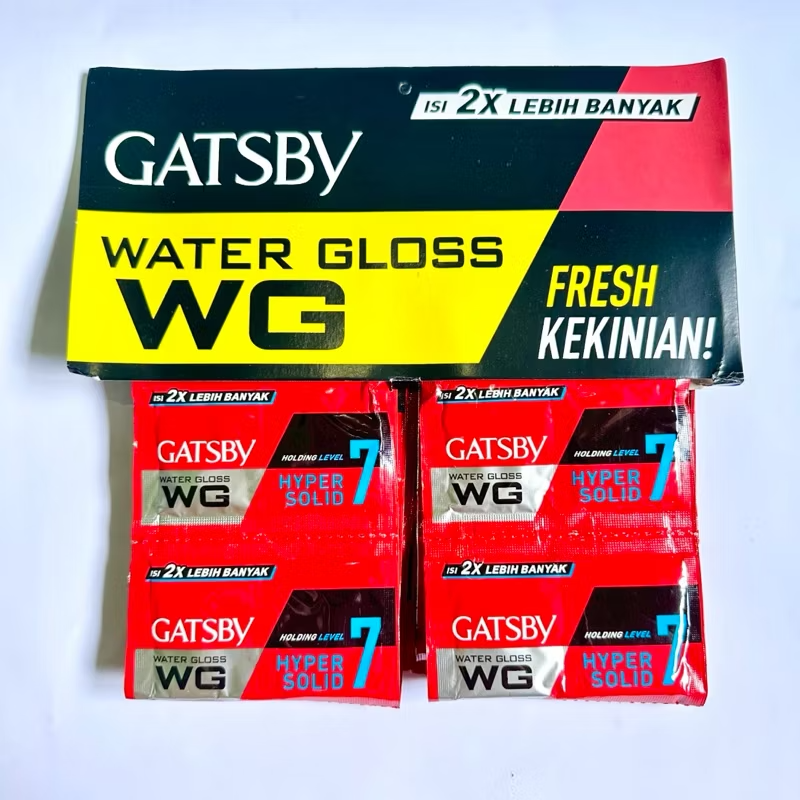 ISI 2X LEBIH BANYAK
GATSBY
WATER GLOSS
WG
FRESH
KEKINIAN!
ISI 2X LEBIH BANYAK
GATSBY
HOLDING LEVEL 7
WATER GLOSS
WG
HYPER
SOLID
ISI 2X LEBIH BANYAK
GATSBY
HOLDING LEVEL 7
WATER GLOSS
WG
HYPER
SOLID
ISI 2X LEBIH BANYAK
GATSBY
HOLDING LEVEL 7
WATER GLOSS
WG
HYPER
SOLID
ISI 2X LEBIH BANYAK
GATSBY
HOLDING LEVEL 7
WATER GLOSS
WG
HYPER
SOLID